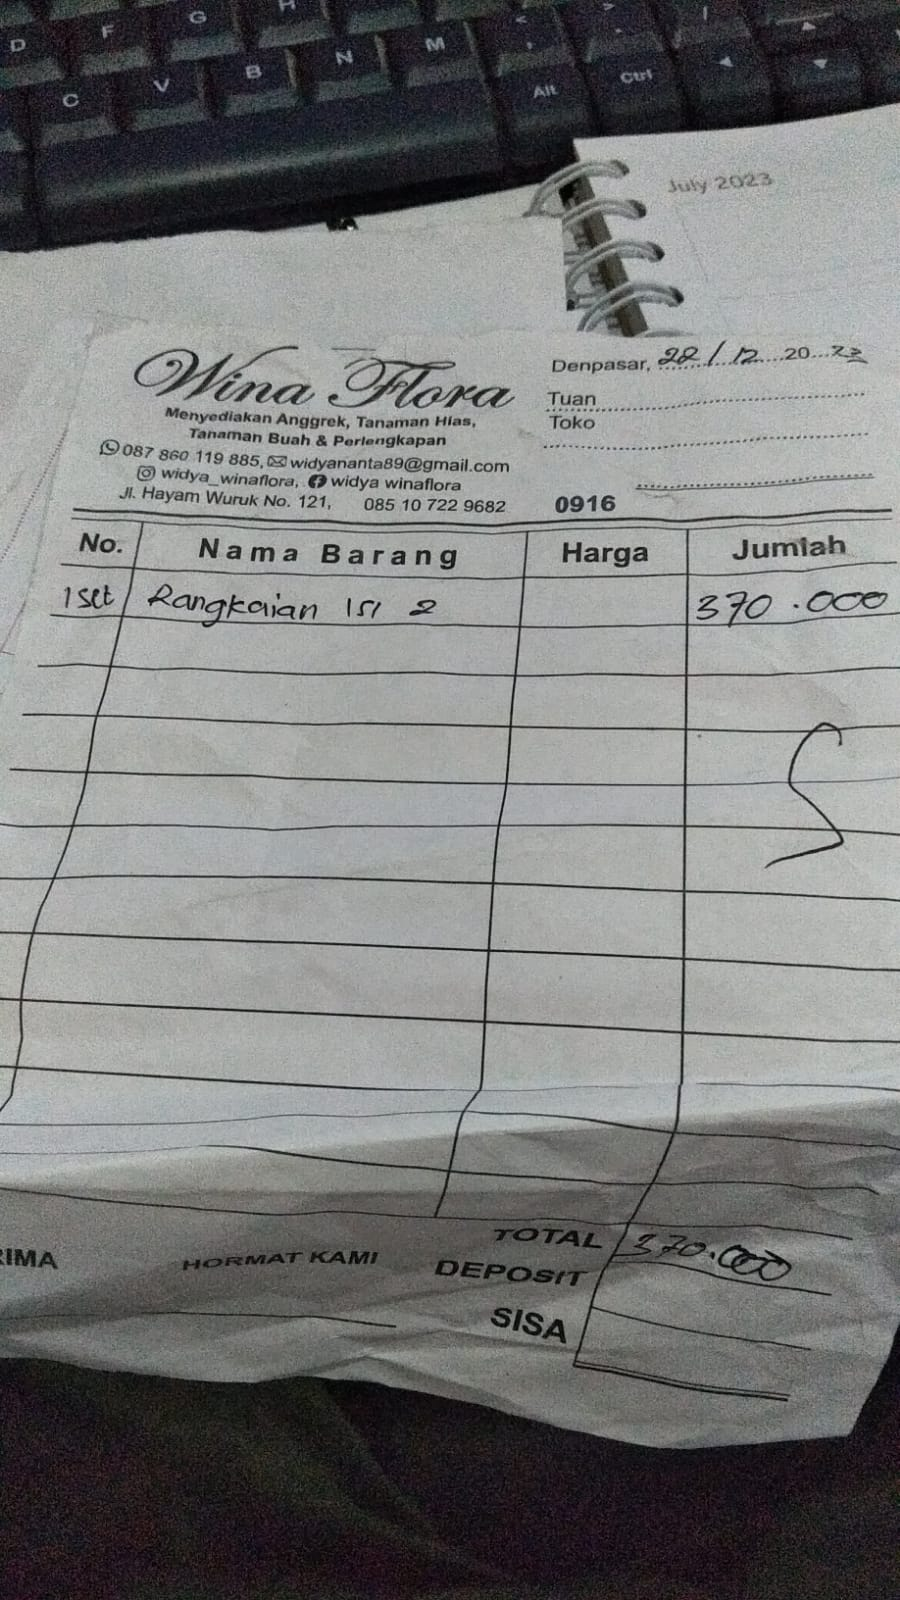 D F G H < > |
C V B N M , . Alt Ctrl
July 2023
Wina Flora
Menyediakan Anggrek, Tanaman Hias,
Tanaman Buah & Perlengkapan
087 860 119 885, widyananta89@gmail.com
widya_winaflora, widya winaflora
Jl. Hayam Wuruk No. 121, 085 10 722 9682
Denpasar, 22/12 20 23
Tuan
Toko
0916
No. Nama Barang Harga Jumlah
1 set Rangkaian isi 2 370.000
TOTAL 370.000
RIMA HORMAT KAMI DEPOSIT
SISA